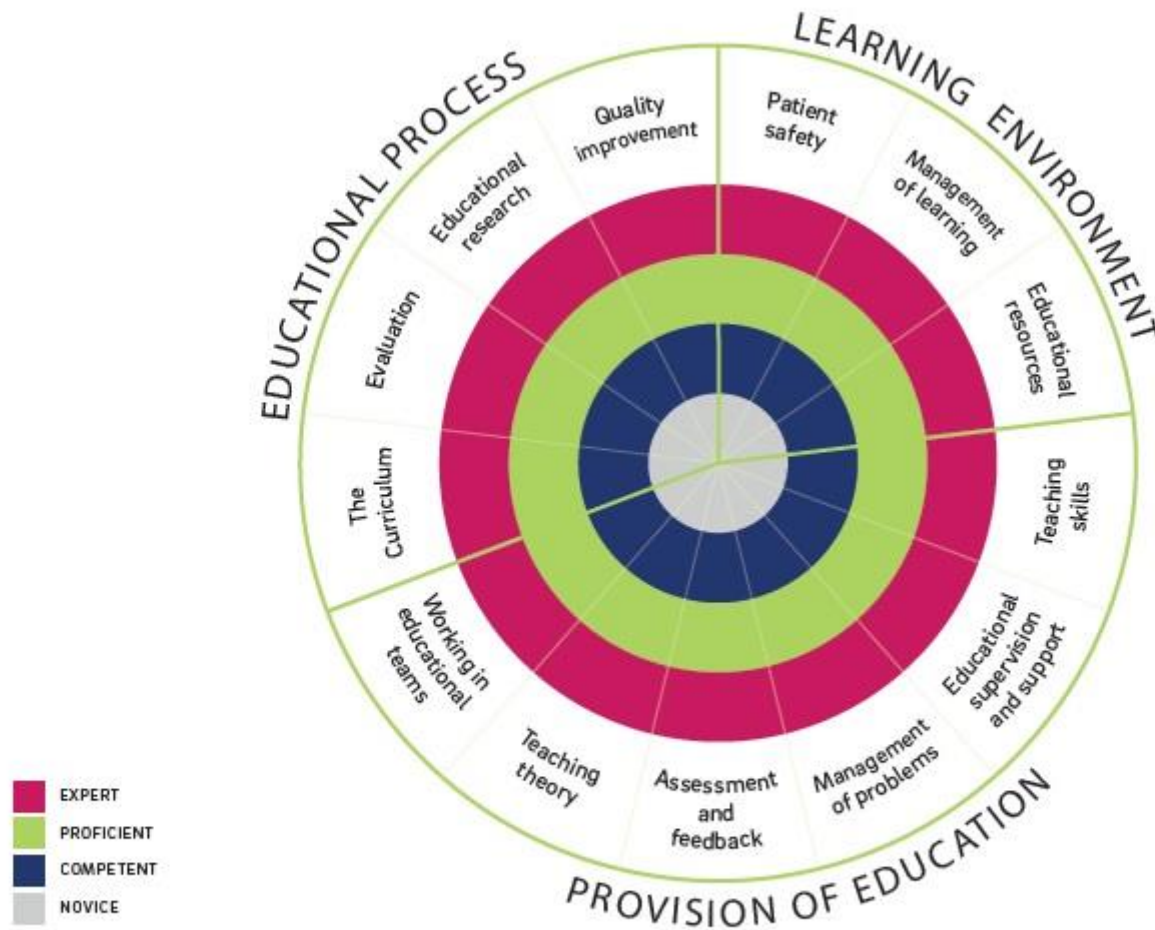 EDUCATIONAL PROCESS
LEARNING ENVIRONMENT
Quality
improvement
Patient
safety
Educational
research
Management
of learning
Evaluation
Educational
resources
The
Curriculum
Teaching
skills
Working in
educational
teams
Educational
supervision
and support
Teaching
theory
Assessment
and
feedback
Management
of problems
PROVISION OF EDUCATION
EXPERT
PROFICIENT
COMPETENT
NOVICE